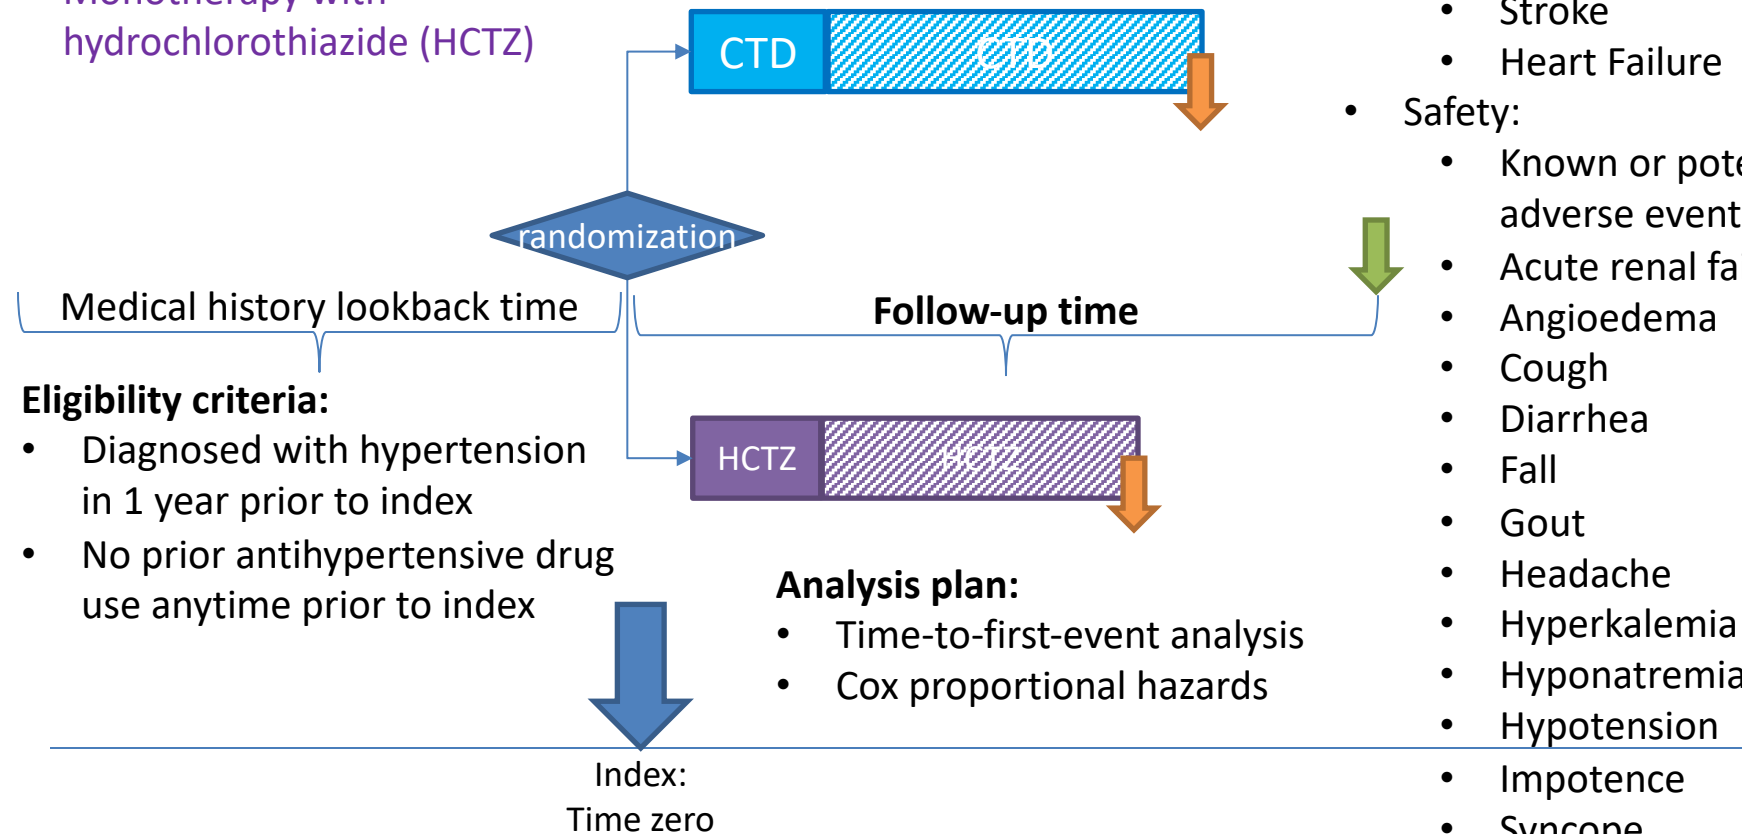 Monotherapy with
hydrochlorothiazide (HCTZ)
CTD
CTD
randomization
Medical history lookback time
Follow-up time
Eligibility criteria:
• Diagnosed with hypertension
in 1 year prior to index
• No prior antihypertensive drug
use anytime prior to index
HCTZ
HCTZ
Analysis plan:
• Time-to-first-event analysis
• Cox proportional hazards
Index:
Time zero
• Stroke
• Heart Failure
• Safety:
• Known or pote
adverse event
• Acute renal fai
• Angioedema
• Cough
• Diarrhea
• Fall
• Gout
• Headache
• Hyperkalemia
• Hyponatremia
• Hypotension
• Impotence
• Syncope